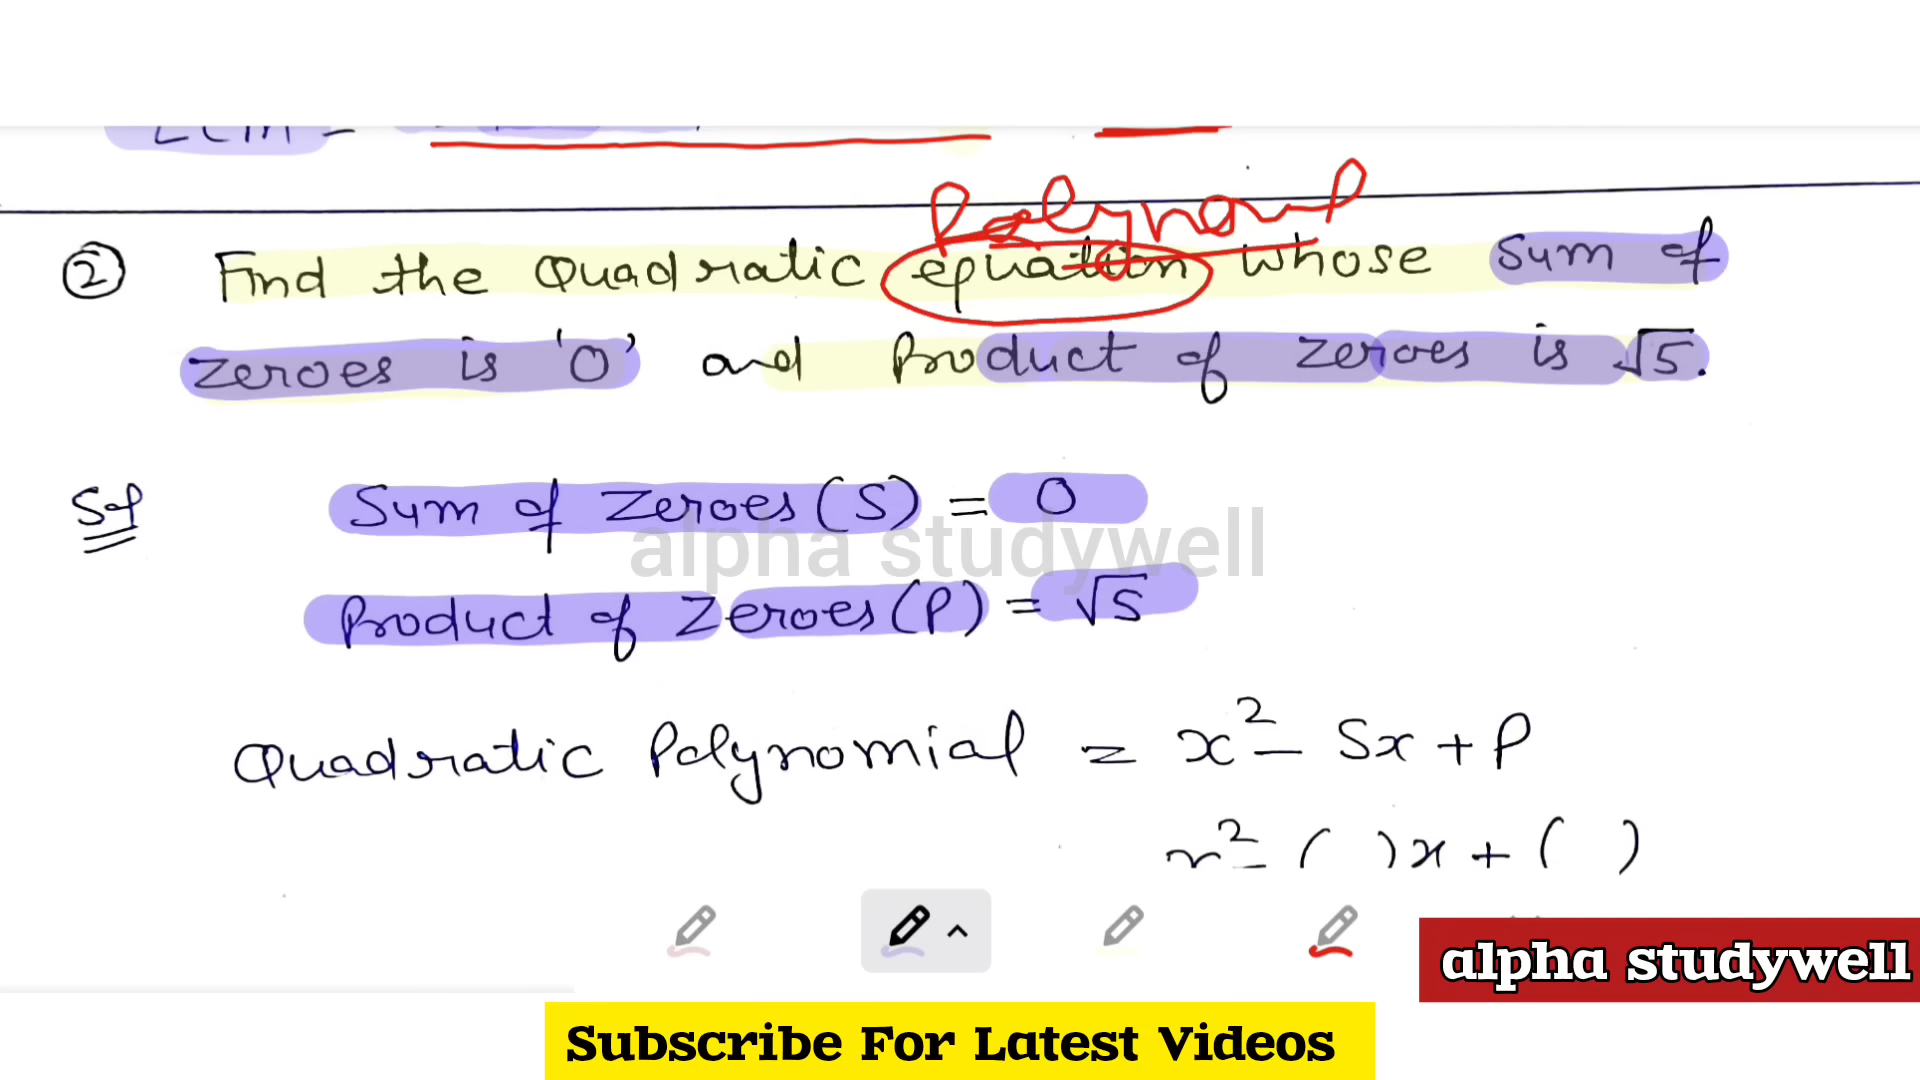 LCM =
Polynomial
② Find the Quadratic equation whose sum of
zeroes is '0' and Product of zeroes is √5.
Sol Sum of Zeroes (S) = 0
alpha studywell
Product of Zeroes (P) = √5
Quadratic Polynomial = x² - Sx + P
x² - ( )x + ( )
alpha studywell
Subscribe For Latest Videos